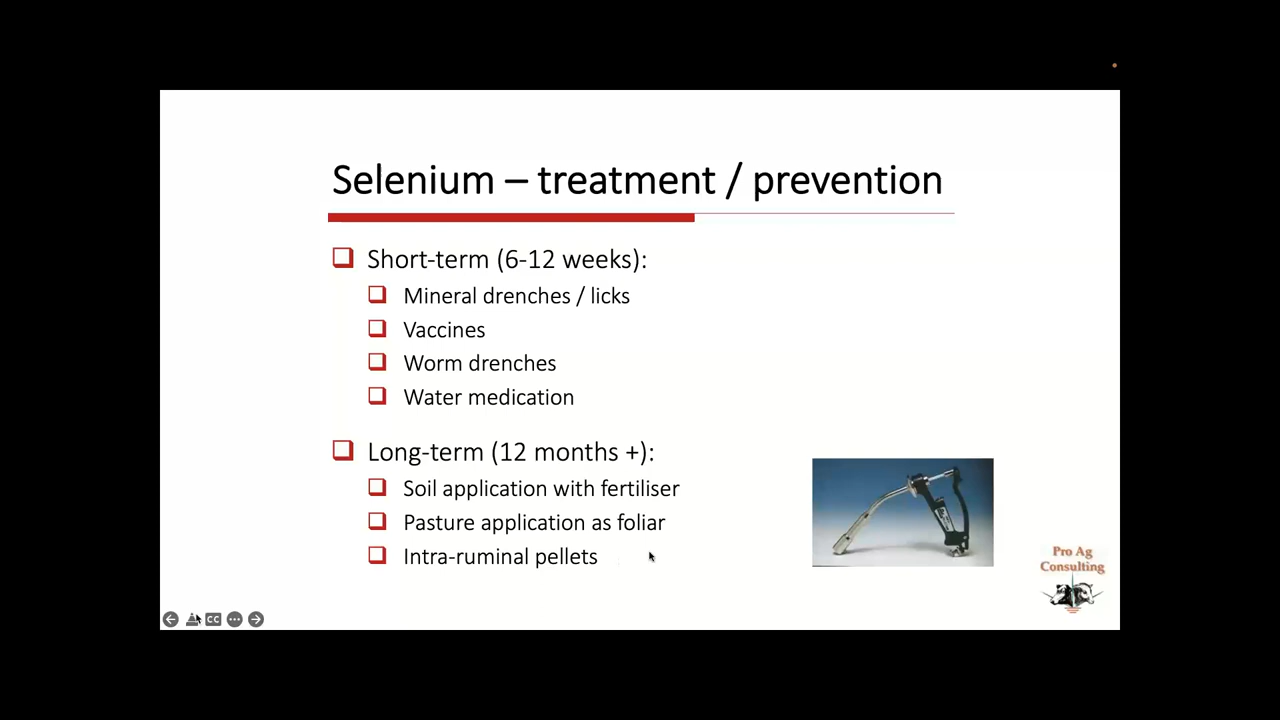 Selenium – treatment / prevention
Short-term (6-12 weeks):
Mineral drenches / licks
Vaccines
Worm drenches
Water medication
Long-term (12 months +):
Soil application with fertiliser
Pasture application as foliar
Intra-ruminal pellets
Pro Ag
Consulting
CC